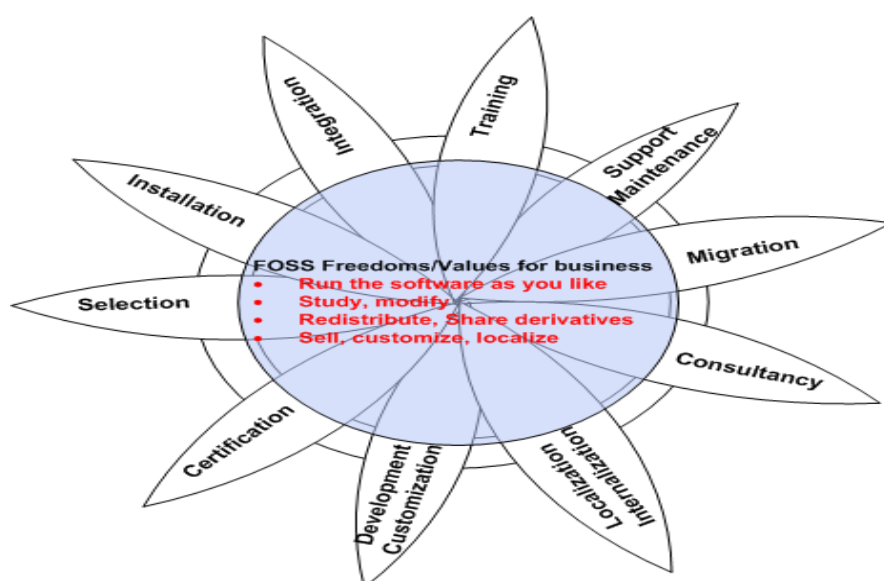 Integration
Training
Support
Maintenance
Installation
Migration
Selection
FOSS Freedoms/Values for business
• Run the software as you like
• Study, modify
• Redistribute, Share derivatives
• Sell, customize, localize
Consultancy
Certification
Development
Customization
Localization
Internalization